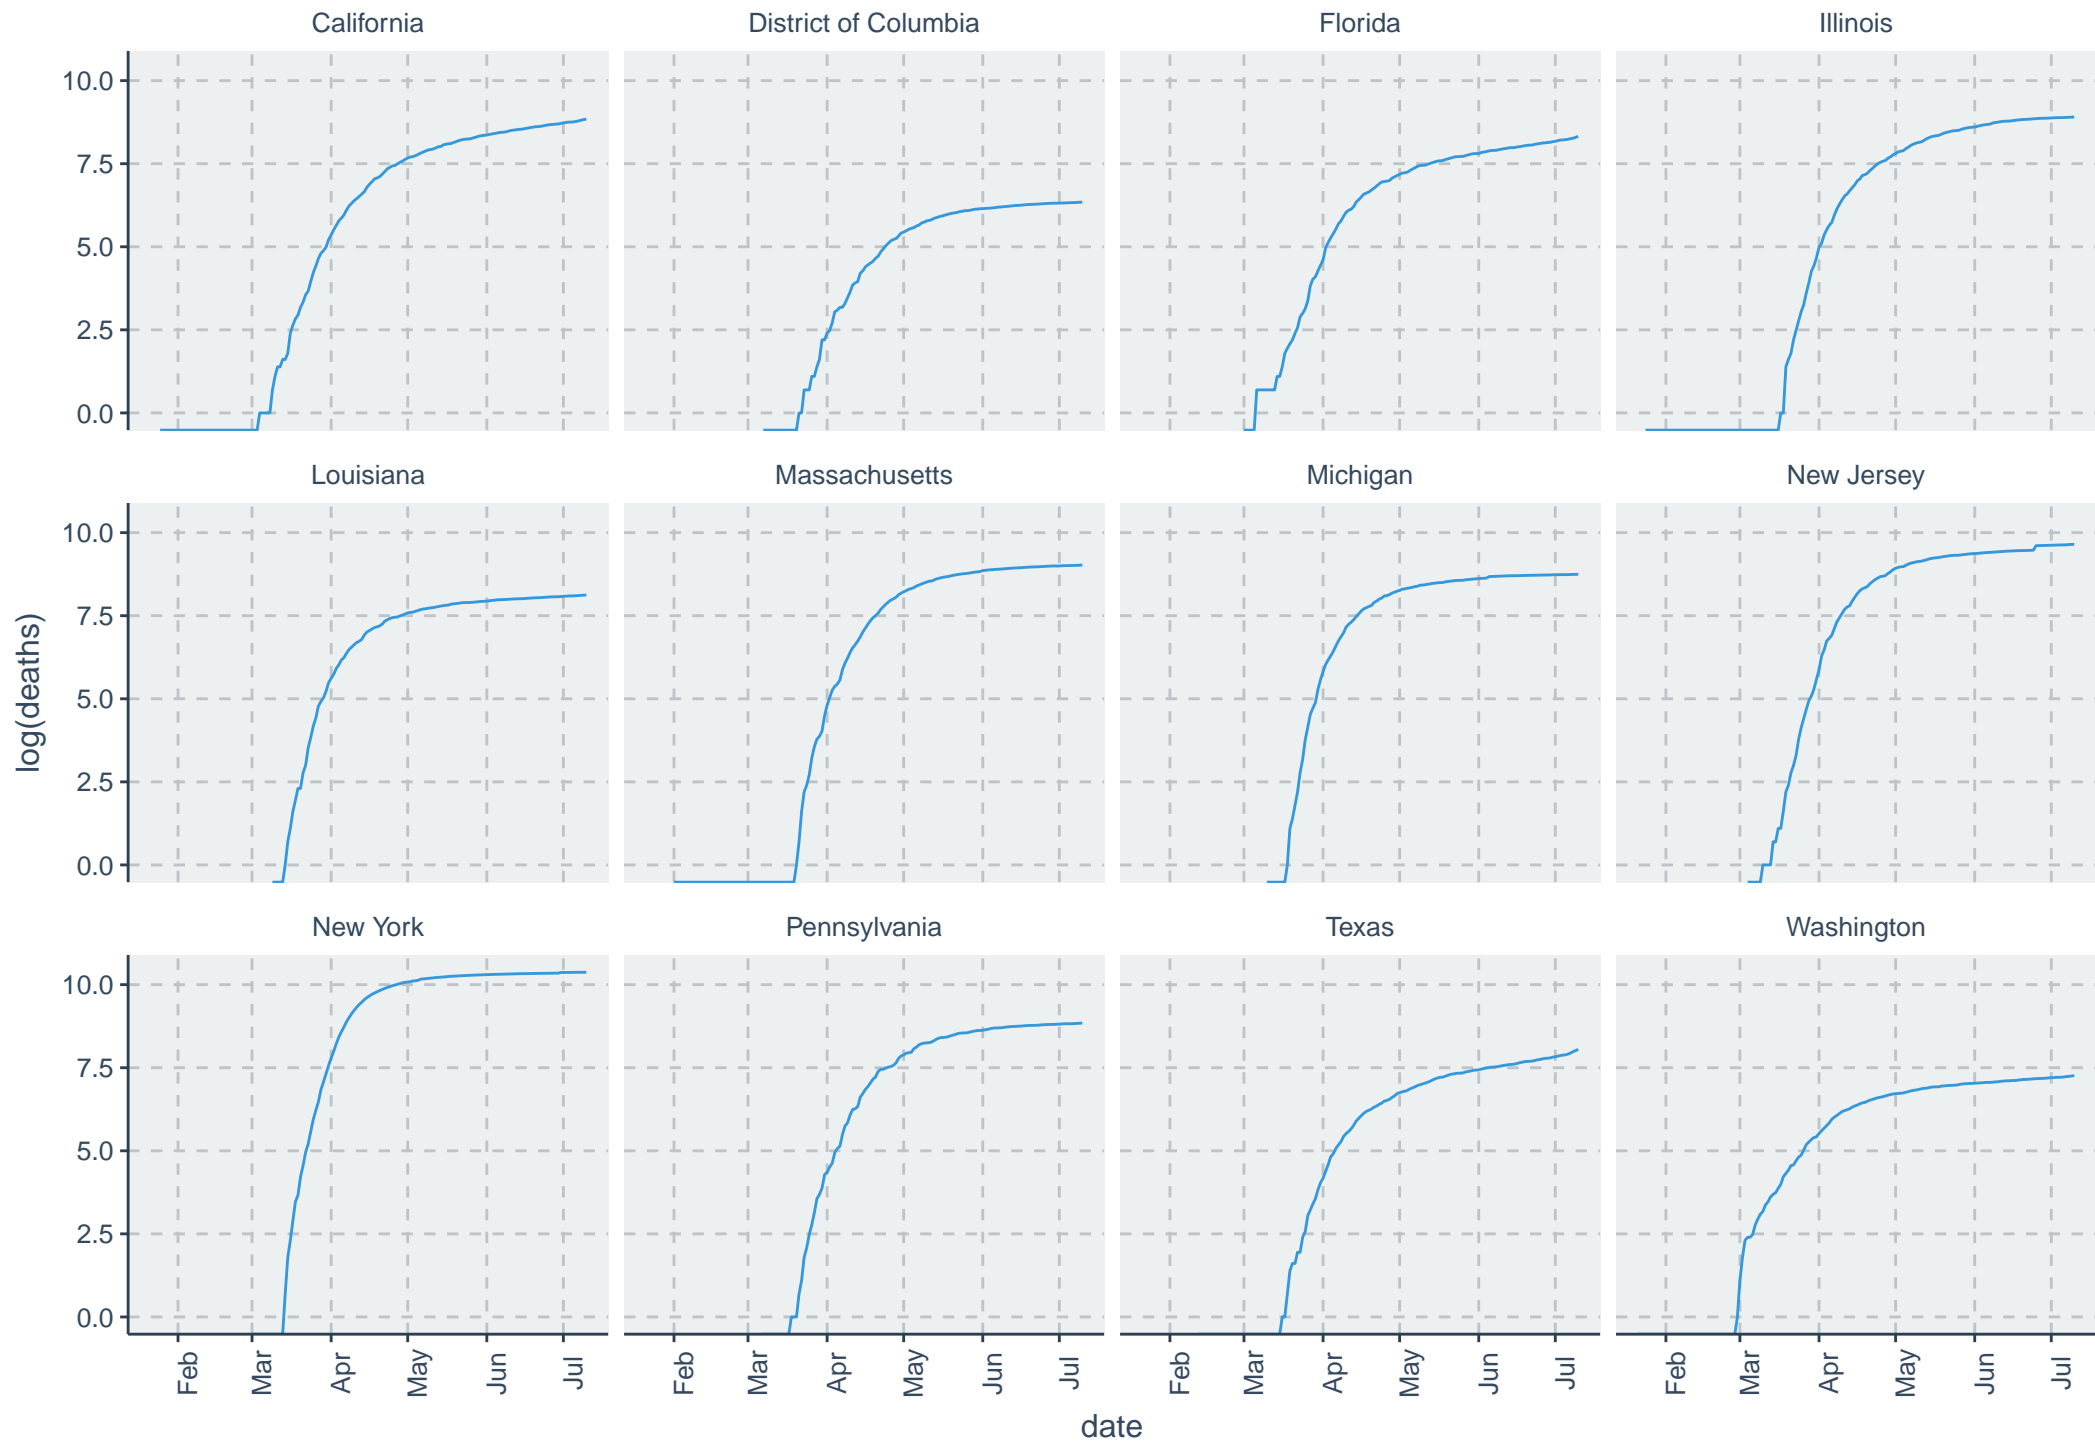 California District of Columbia Florida Illinois
10.0
7.5
5.0
2.5
0.0
Louisiana Massachusetts Michigan New Jersey
10.0
7.5
5.0
2.5
0.0
log(deaths)
New York Pennsylvania Texas Washington
10.0
7.5
5.0
2.5
0.0
Feb Mar Apr May Jun Jul Feb Mar Apr May Jun Jul Feb Mar Apr May Jun Jul Feb Mar Apr May Jun Jul
date